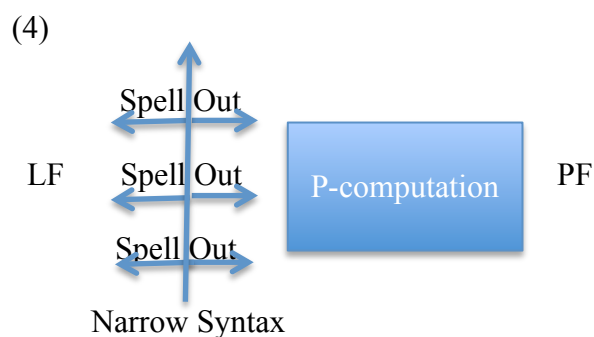 (4)
Spell Out
LF Spell Out P-computation PF
Spell Out
Narrow Syntax